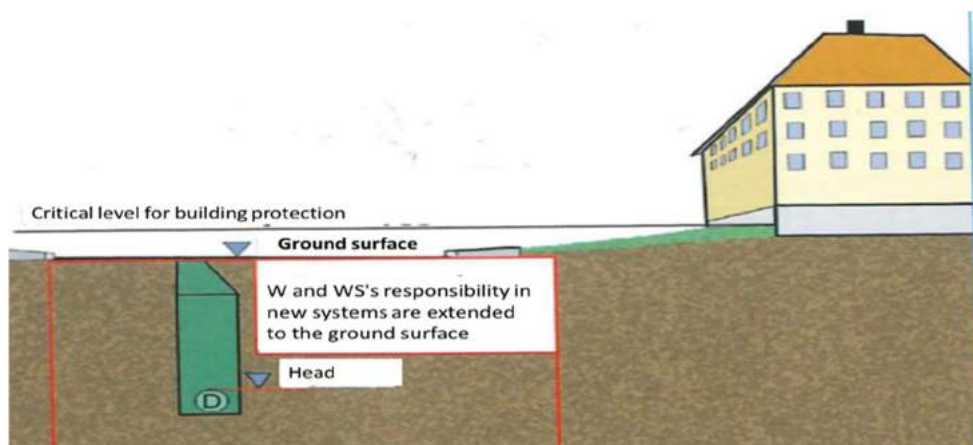 Critical level for building protection
Ground surface
W and WS's responsibility in
new systems are extended
to the ground surface
Head
D